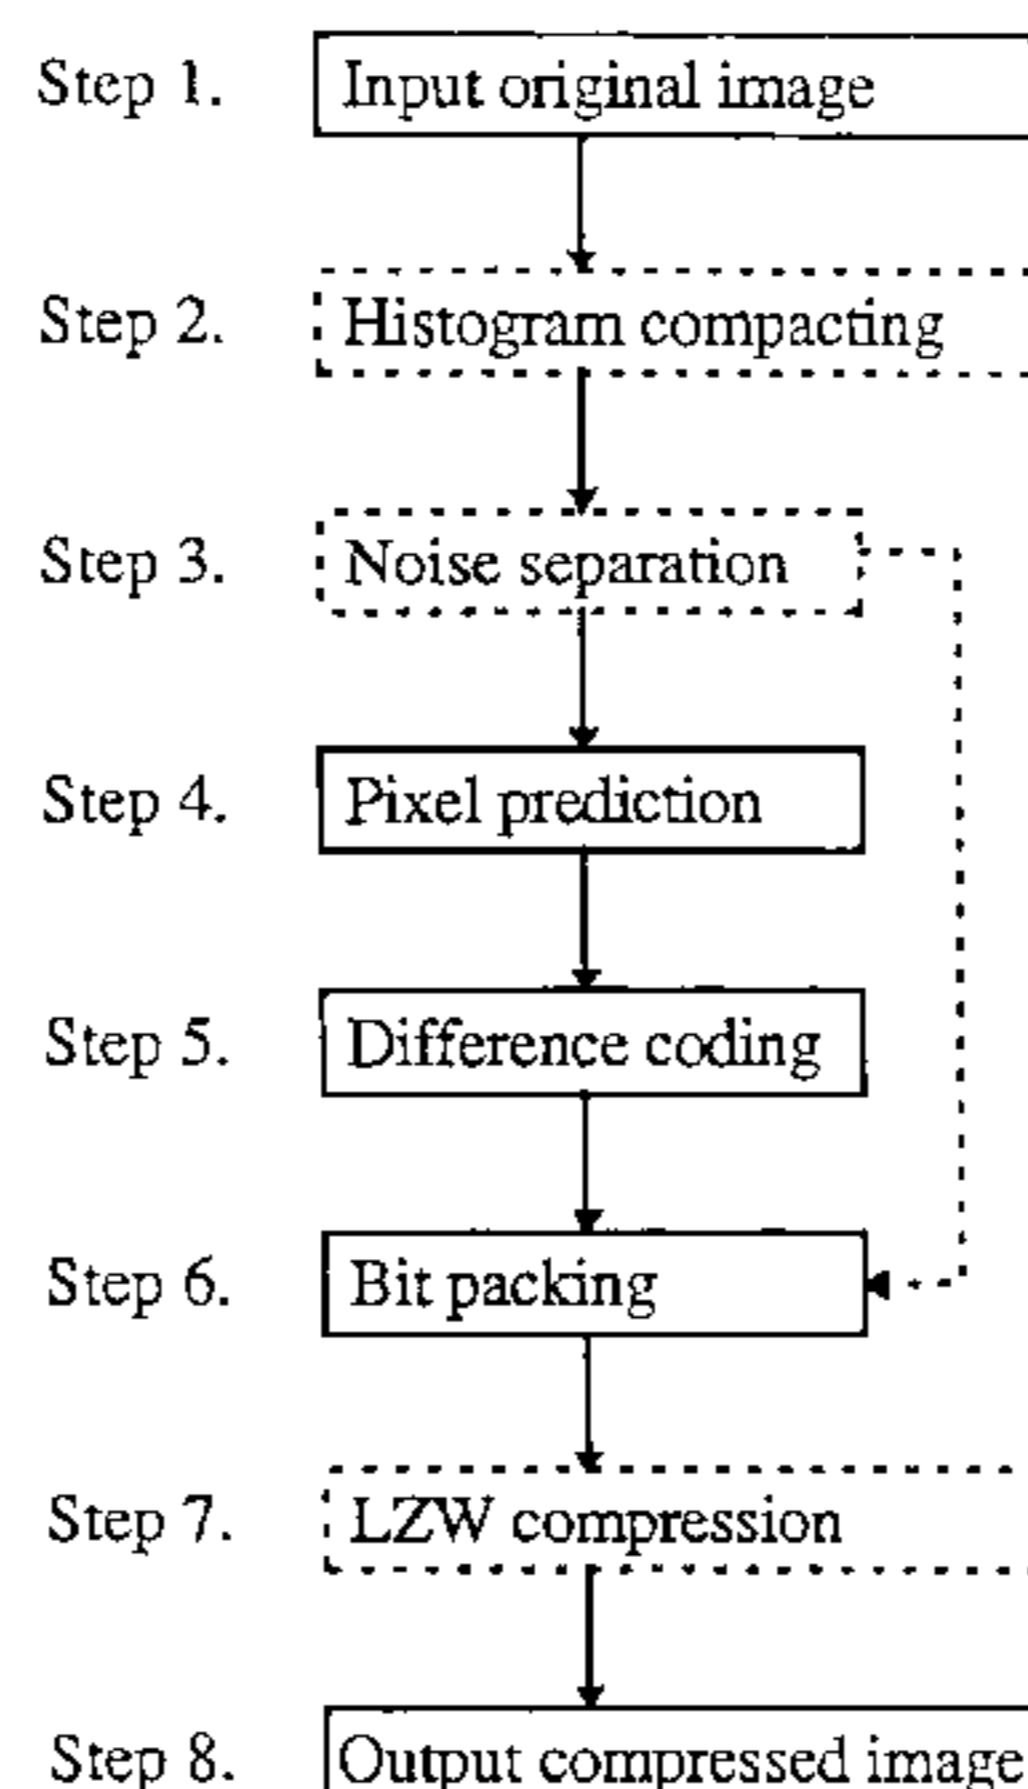 Step 1. Input original image
Step 2. Histogram compacting
Step 3. Noise separation
Step 4. Pixel prediction
Step 5. Difference coding
Step 6. Bit packing
Step 7. LZW compression
Step 8. Output compressed image